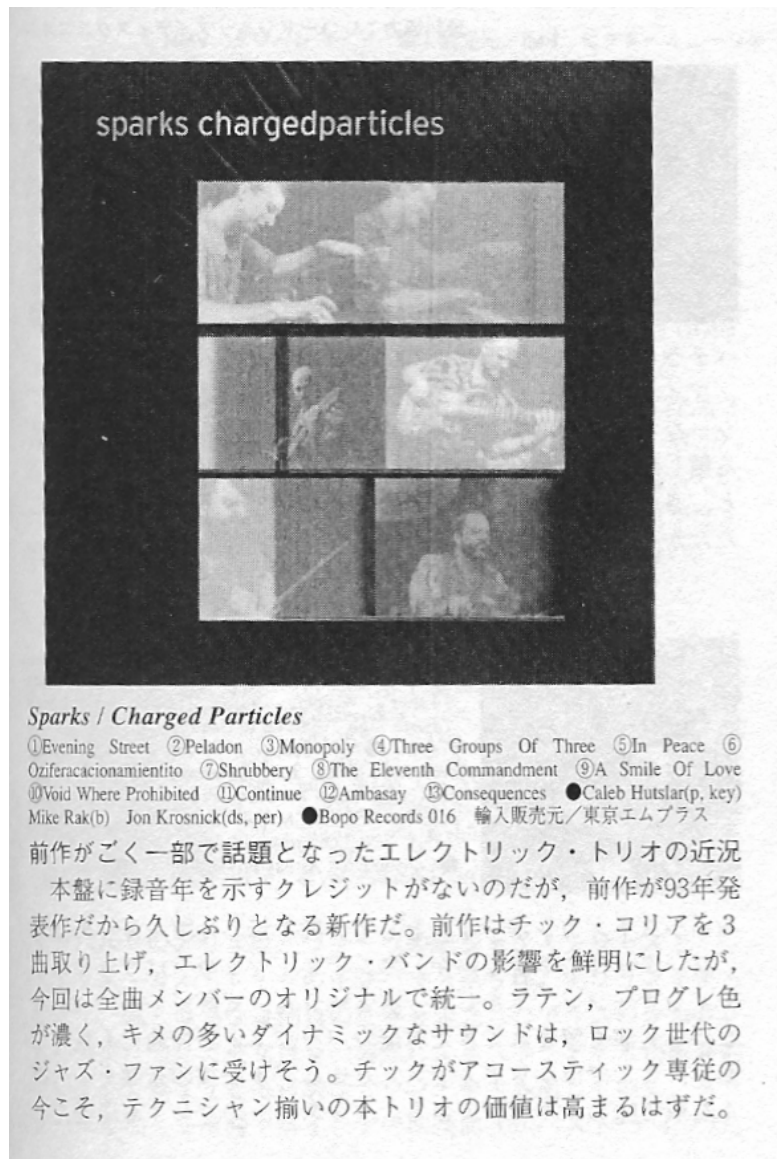 sparks chargedparticles
Sparks / Charged Particles
①Evening Street ②Peladon ③Monopoly ④Three Groups Of Three ⑤In Peace ⑥
Oziferacacionamientito ⑦Shrubbery ⑧The Eleventh Commandment ⑨A Smile Of Love
⑩Void Where Prohibited ⑪Continue ⑫Ambasay ⑬Consequences ●Caleb Hutslar(p, key)
Mike Rak(b) Jon Krosnick(ds, per) ●Bopo Records 016 輸入販売元／東京エムプラス
前作がごく一部で話題となったエレクトリック・トリオの近況
本盤に録音年を示すクレジットがないのだが，前作が93年発
表作だから久しぶりとなる新作だ。前作はチック・コリアを３
曲取り上げ，エレクトリック・バンドの影響を鮮明にしたが，
今回は全曲メンバーのオリジナルで統一。ラテン，プログレ色
が濃く，キメの多いダイナミックなサウンドは，ロック世代の
ジャズ・ファンに受けそう。チックがアコースティック専従の
今こそ，テクニシャン揃いの本トリオの価値は高まるはずだ。